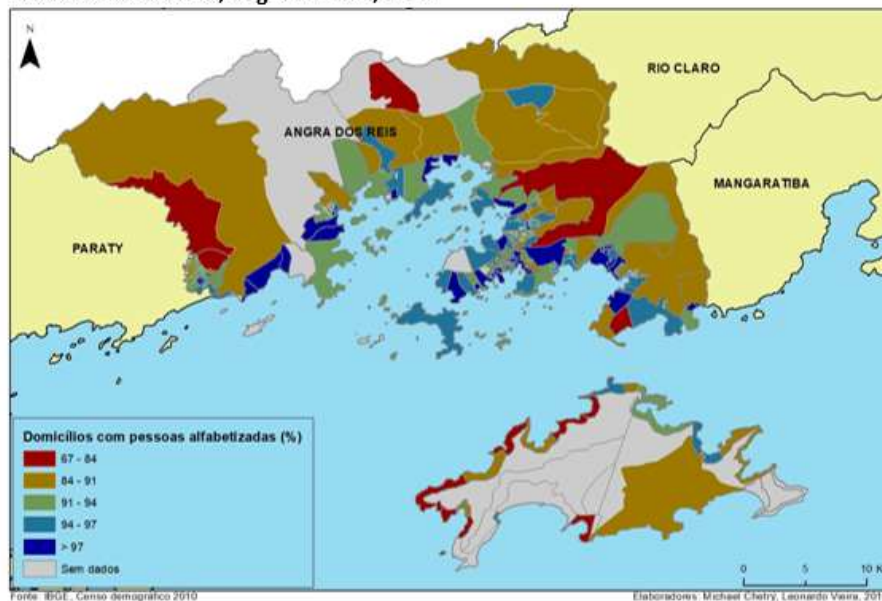 N
RIO CLARO
ANGRA DOS REIS
MANGARATIBA
PARATY
Domicílios com pessoas alfabetizadas (%)
67 - 84
84 - 91
91 - 94
94 - 97
> 97
Sem dados
0 5 10 K
Fonte IBGE, Censo demográfico 2010
Elaboradores: Michael Chetry, Leonardo Vieira, 201